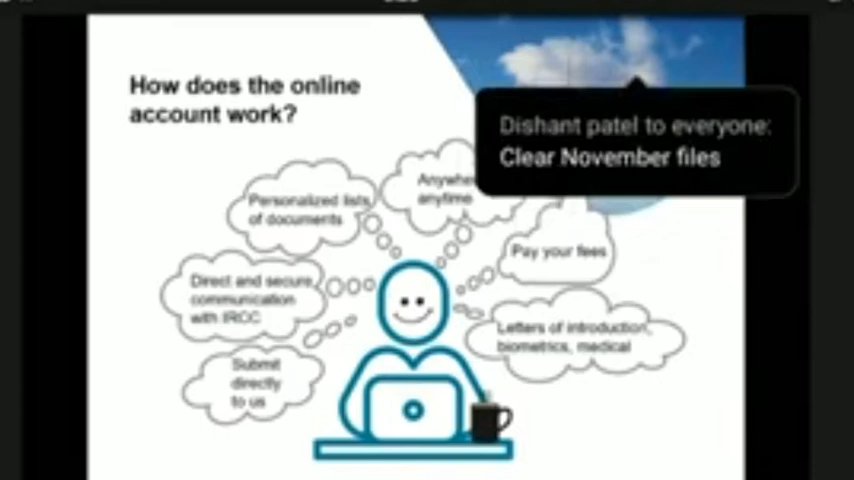 How does the online
account work?
Dishant patel to everyone:
Clear November files
Personalized lists
of documents
anytime
Pay your fees
Direct and secure
communication
with IRCC
Letters of introduction,
biometrics, medical
Submit
directly
to us